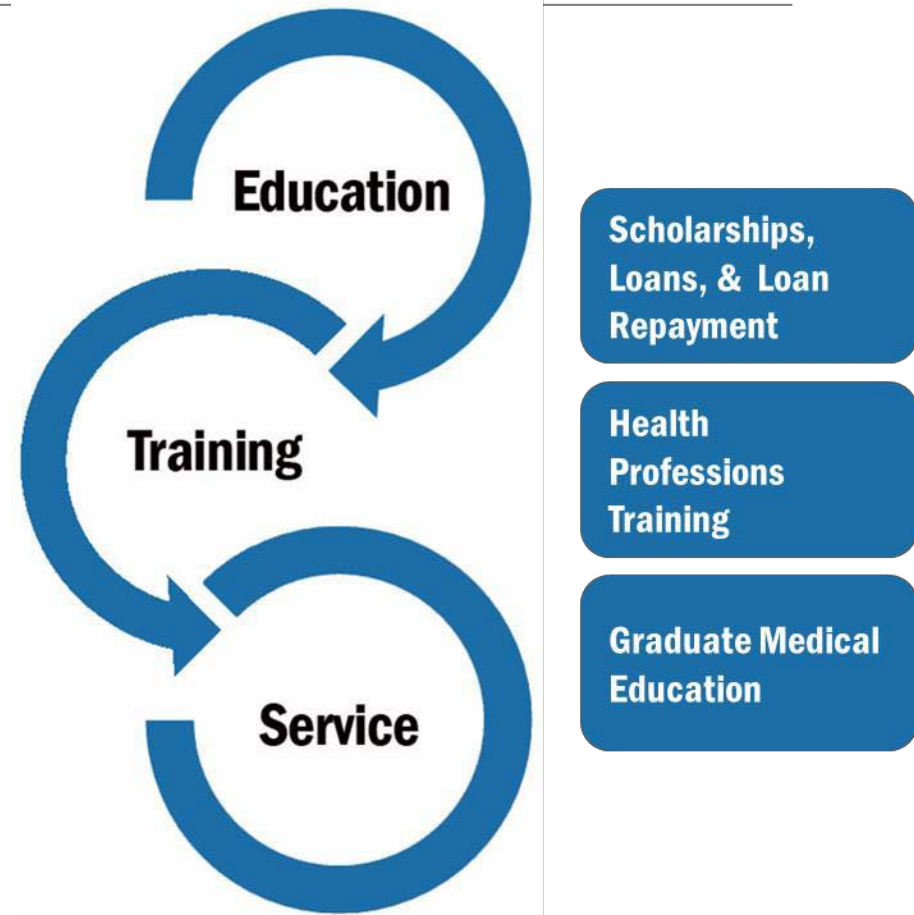 Education
Training
Service
Scholarships,
Loans, & Loan
Repayment
Health
Professions
Training
Graduate Medical
Education